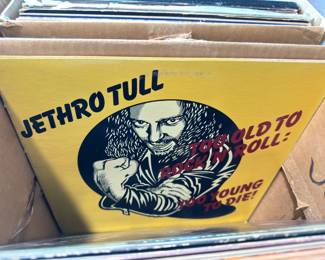 JETHRO TULL
TOO OLD TO
ROCK 'N' ROLL:
TOO YOUNG
TO DIE!